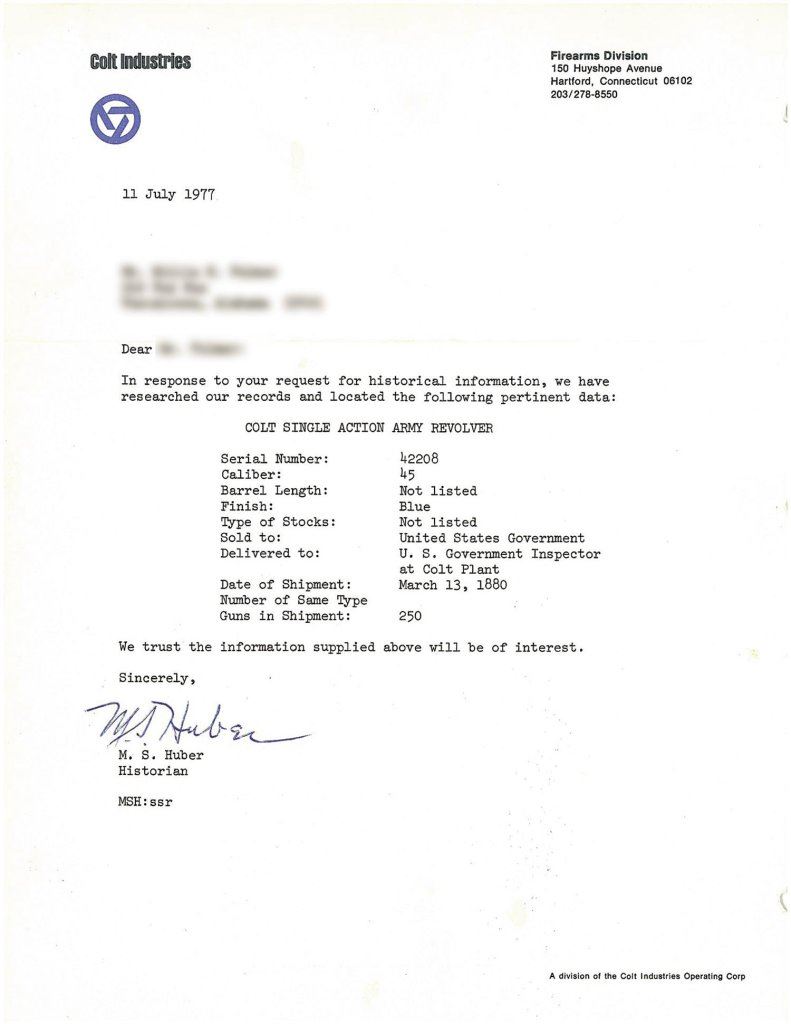 Colt Industries
Firearms Division
150 Huyshope Avenue
Hartford, Connecticut 06102
203/278-8550
11 July 1977
Dear
In response to your request for historical information, we have
researched our records and located the following pertinent data:
COLT SINGLE ACTION ARMY REVOLVER
Serial Number: 42208
Caliber: 45
Barrel Length: Not listed
Finish: Blue
Type of Stocks: Not listed
Sold to: United States Government
Delivered to: U. S. Government Inspector
at Colt Plant
Date of Shipment: March 13, 1880
Number of Same Type
Guns in Shipment: 250
We trust the information supplied above will be of interest.
Sincerely,
M S Huber
M. S. Huber
Historian
MSH:ssr
A division of the Colt Industries Operating Corp